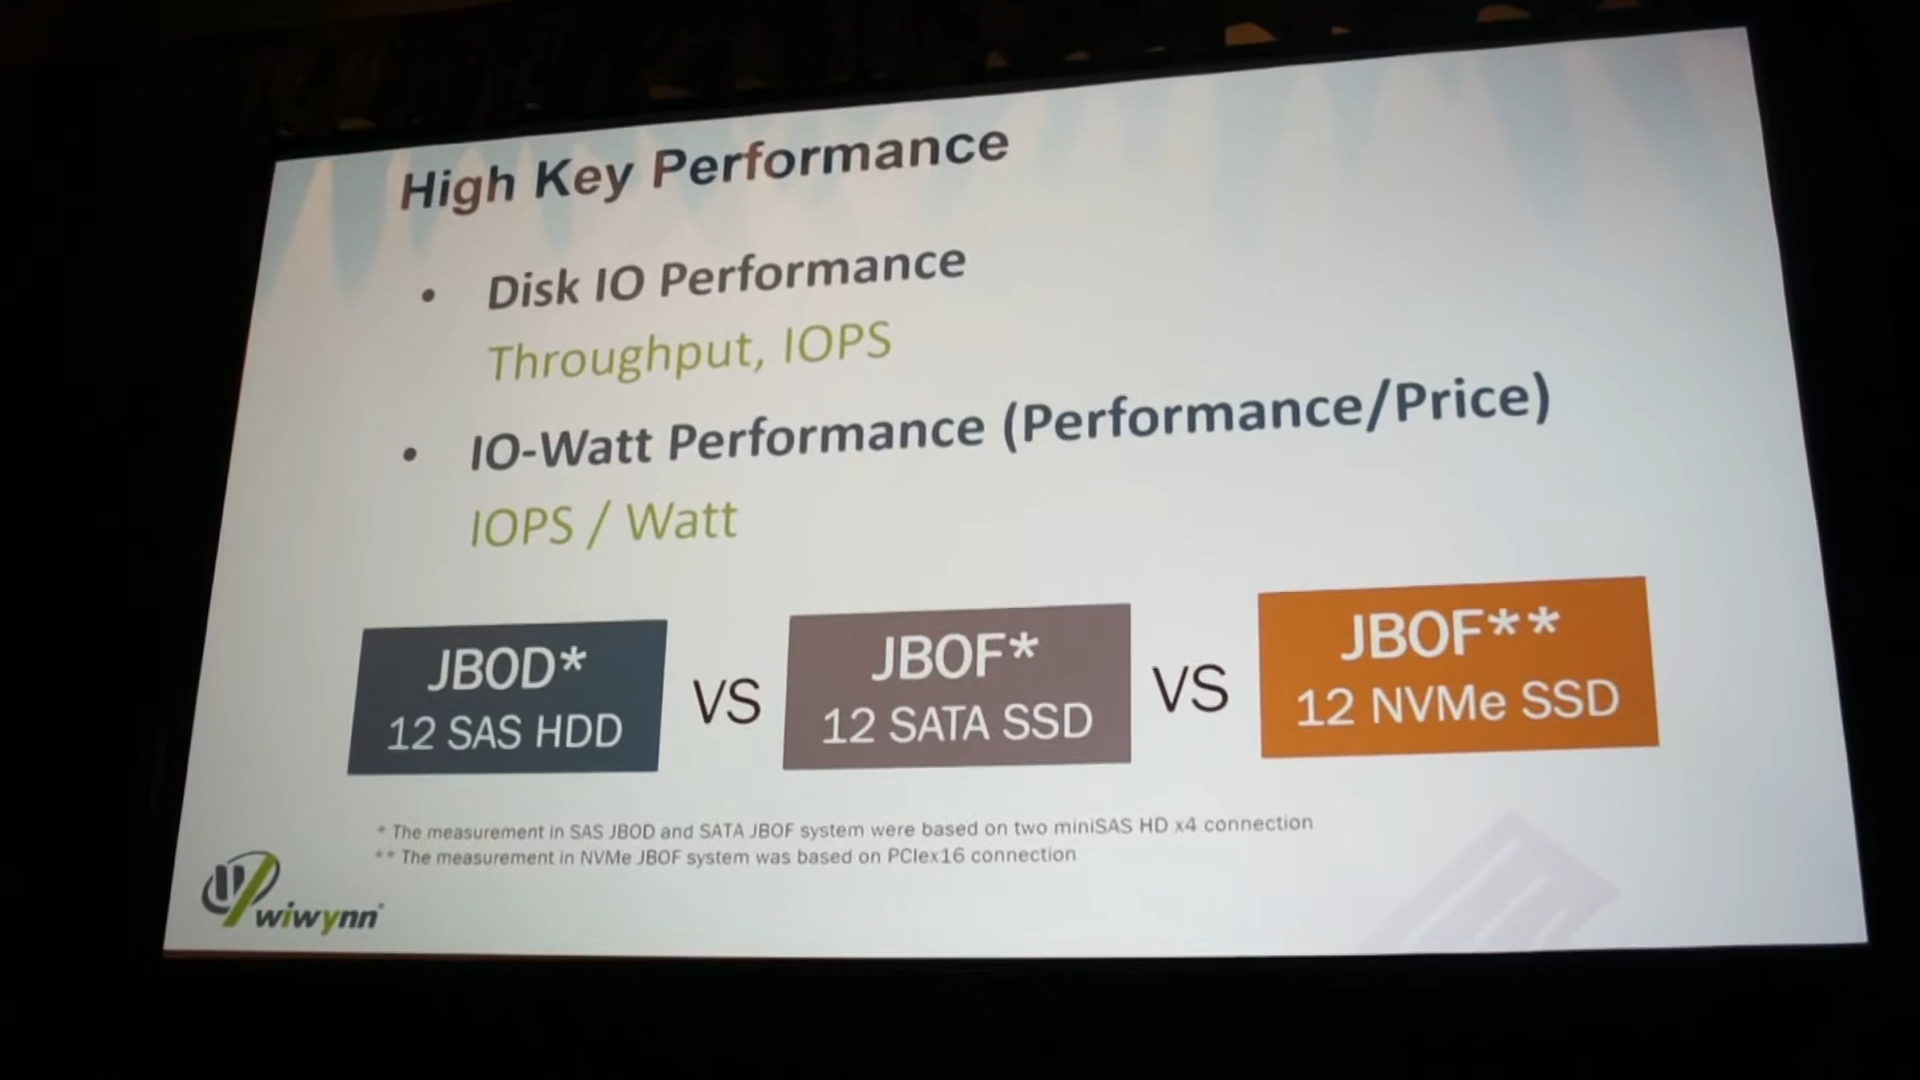 High Key Performance
• Disk IO Performance
Throughput, IOPS
• IO-Watt Performance (Performance/Price)
IOPS / Watt
JBOD*
12 SAS HDD
VS
JBOF*
12 SATA SSD
VS
JBOF**
12 NVMe SSD
* The measurement in SAS JBOD and SATA JBOF system were based on two miniSAS HD x4 connection
** The measurement in NVMe JBOF system was based on PCIex16 connection
wiwynn